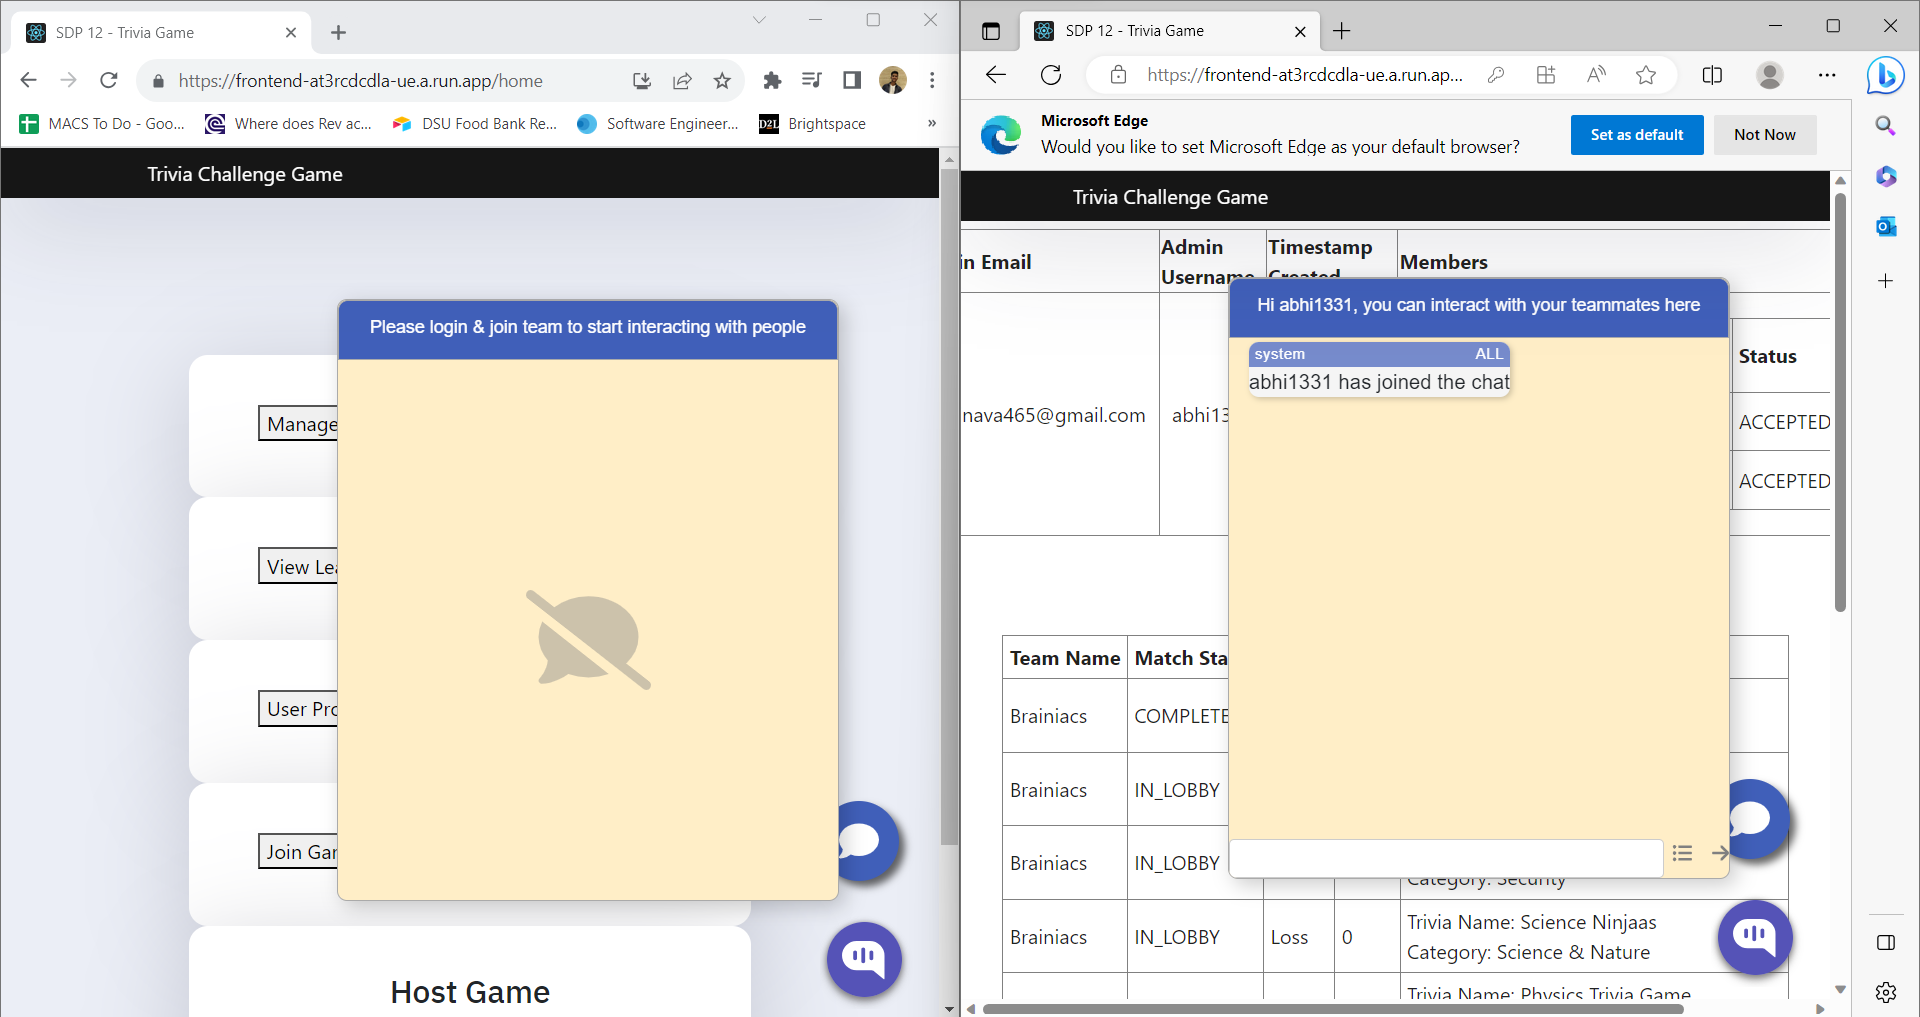 SDP 12 - Trivia Game
https://frontend-at3rcdcdla-ue.a.run.app/home
MACS To Do - Goo...
Where does Rev ac...
DSU Food Bank Re...
Software Engineer...
D2L
Brightspace
»
Trivia Challenge Game
Please login & join team to start interacting with people
Manage
View Lea
User Pro
Join Gar
Host Game
SDP 12 - Trivia Game
https://frontend-at3rcdcdla-ue.a.run.ap...
Microsoft Edge
Would you like to set Microsoft Edge as your default browser?
Set as default
Not Now
Trivia Challenge Game
in Email
Admin
Username
Timestamp
Created
Members
Hi abhi1331, you can interact with your teammates here
system ALL
abhi1331 has joined the chat
Status
nava465@gmail.com
abhi13
ACCEPTED
ACCEPTED
Team Name
Match Sta
Brainiacs
COMPLETE
Brainiacs
IN_LOBBY
Brainiacs
IN_LOBBY
Category: Security
Brainiacs
IN_LOBBY
Loss
0
Trivia Name: Science Ninjaas
Category: Science & Nature
Trivia Name: Physics Trivia Game